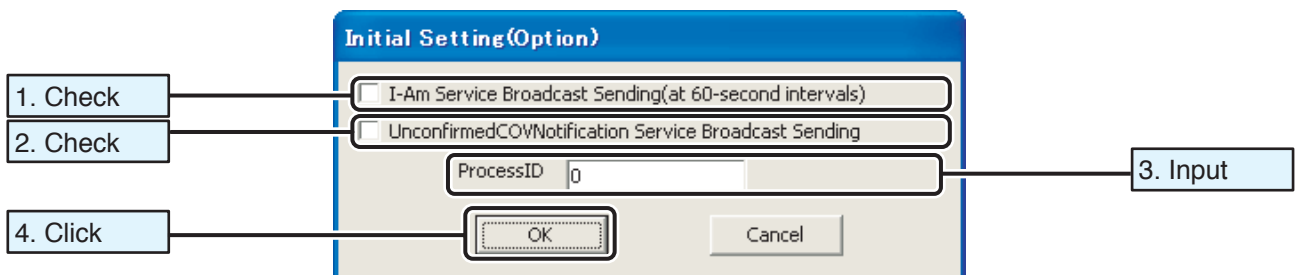 Initial Setting(Option)
1. Check
I-Am Service Broadcast Sending(at 60-second intervals)
2. Check
UnconfirmedCOVNotification Service Broadcast Sending
ProcessID 0
3. Input
4. Click
OK
Cancel